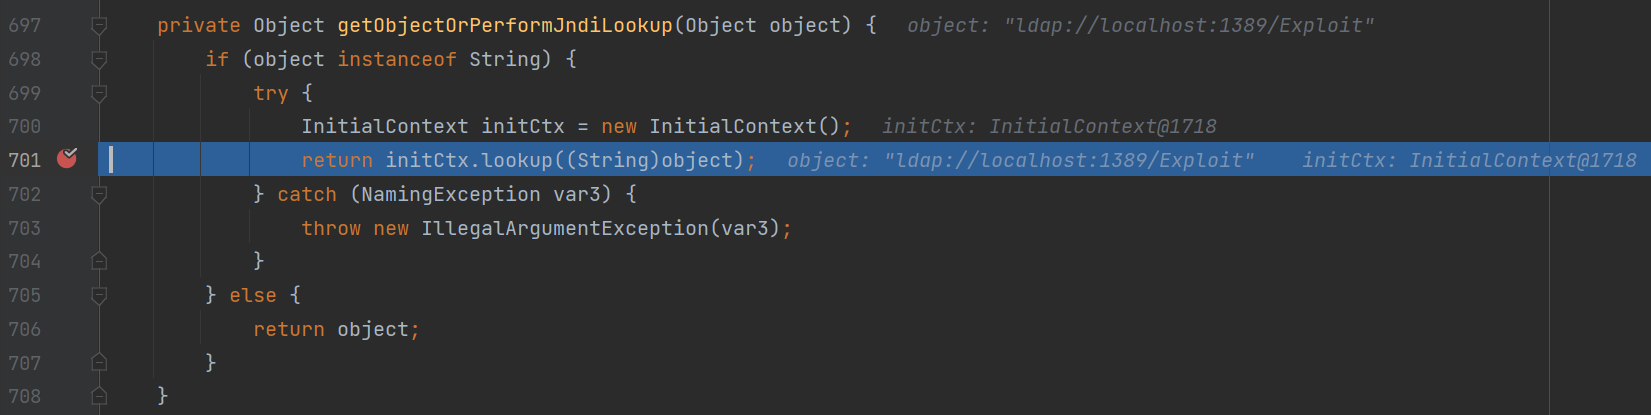 697 private Object getObjectOrPerformJndiLookup(Object object) { object: "ldap://localhost:1389/Exploit"
698 if (object instanceof String) {
699 try {
700 InitialContext initCtx = new InitialContext(); initCtx: InitialContext@1718
701 return initCtx.lookup((String)object); object: "ldap://localhost:1389/Exploit" initCtx: InitialContext@1718
702 } catch (NamingException var3) {
703 throw new IllegalArgumentException(var3);
704 }
705 } else {
706 return object;
707 }
708 }